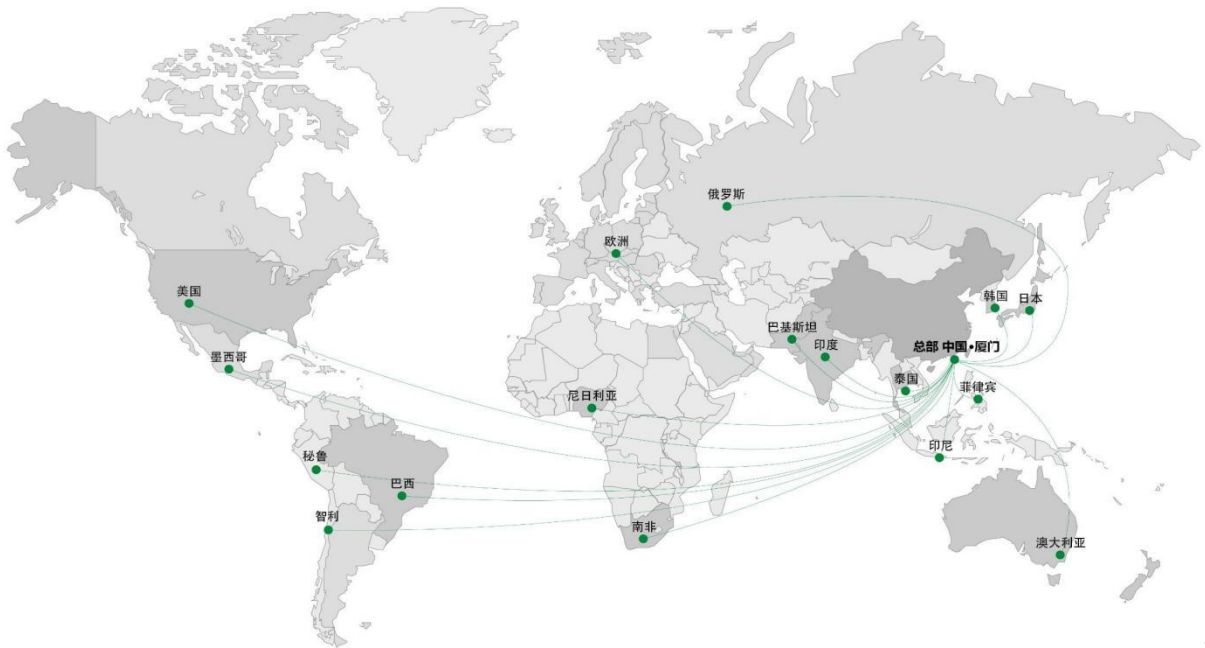 俄罗斯
欧洲
美国
韩国
日本
巴基斯坦
印度
总部 中国•厦门
墨西哥
泰国
菲律宾
尼日利亚
印尼
秘鲁
巴西
智利
南非
澳大利亚